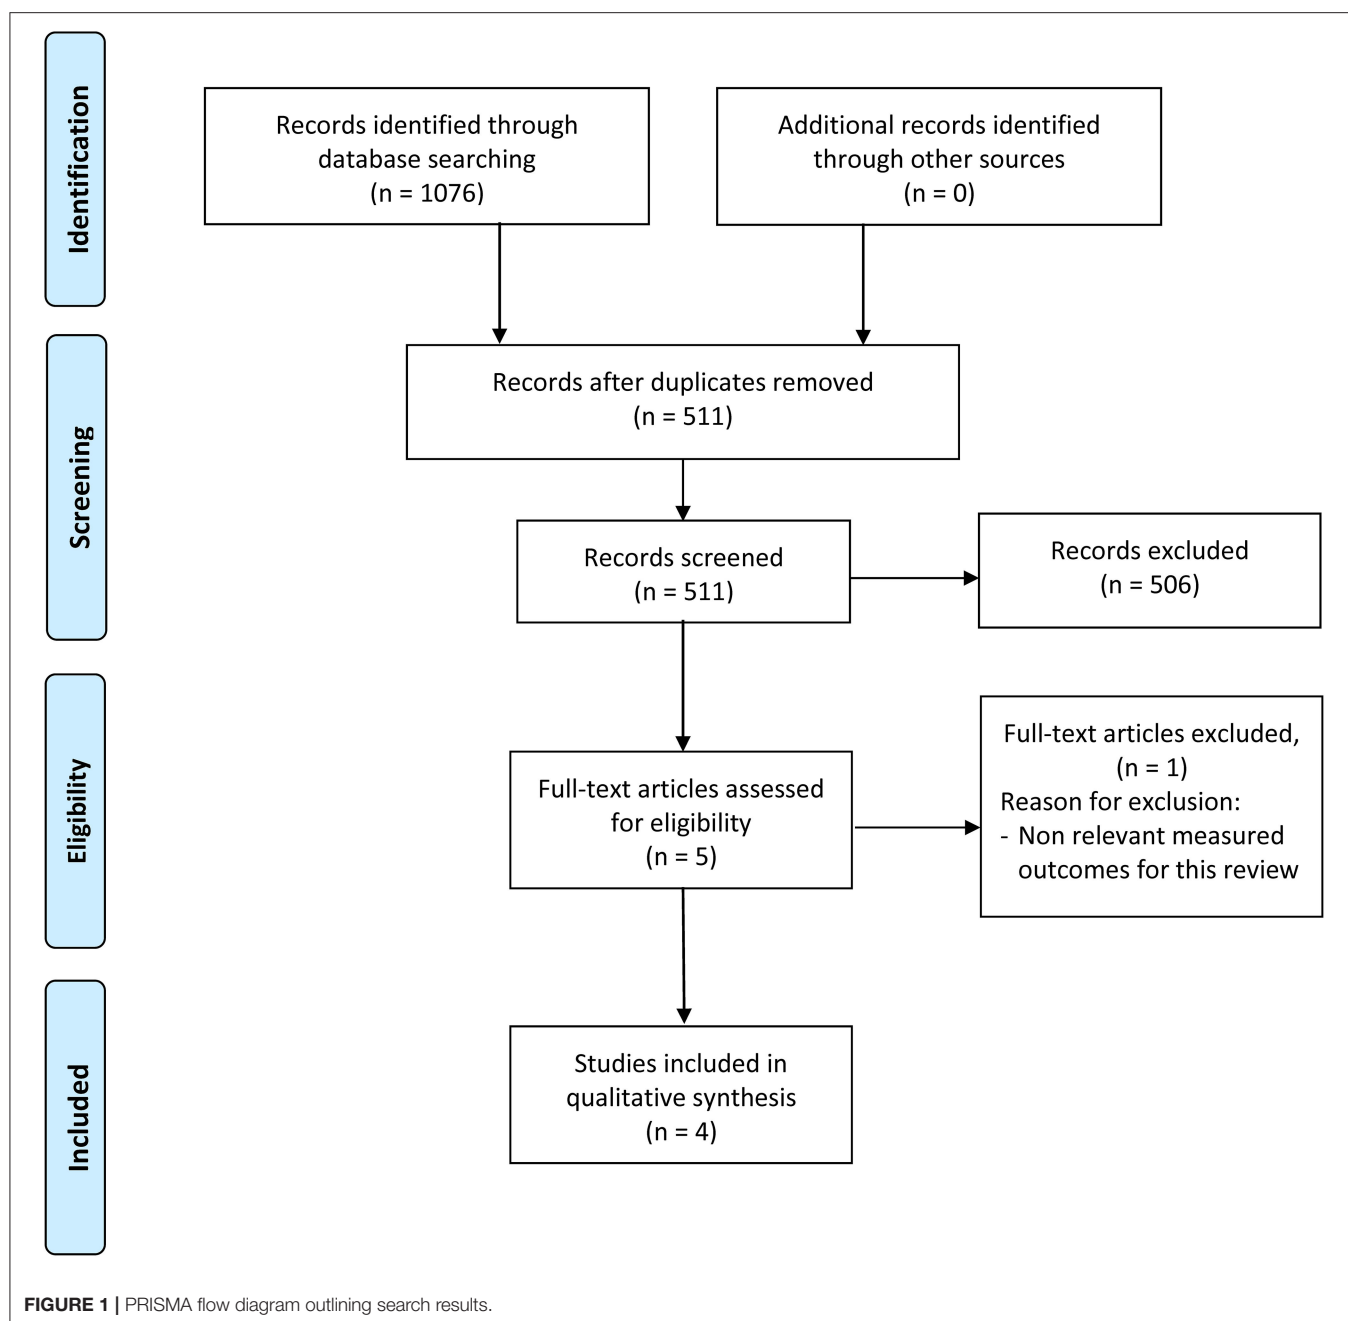 Identification
Records identified through
database searching
(n = 1076)
Additional records identified
through other sources
(n = 0)
Screening
Records after duplicates removed
(n = 511)
Records screened
(n = 511)
Records excluded
(n = 506)
Eligibility
Full-text articles assessed
for eligibility
(n = 5)
Full-text articles excluded,
(n = 1)
Reason for exclusion:
- Non relevant measured
outcomes for this review
Included
Studies included in
qualitative synthesis
(n = 4)
FIGURE 1 | PRISMA flow diagram outlining search results.